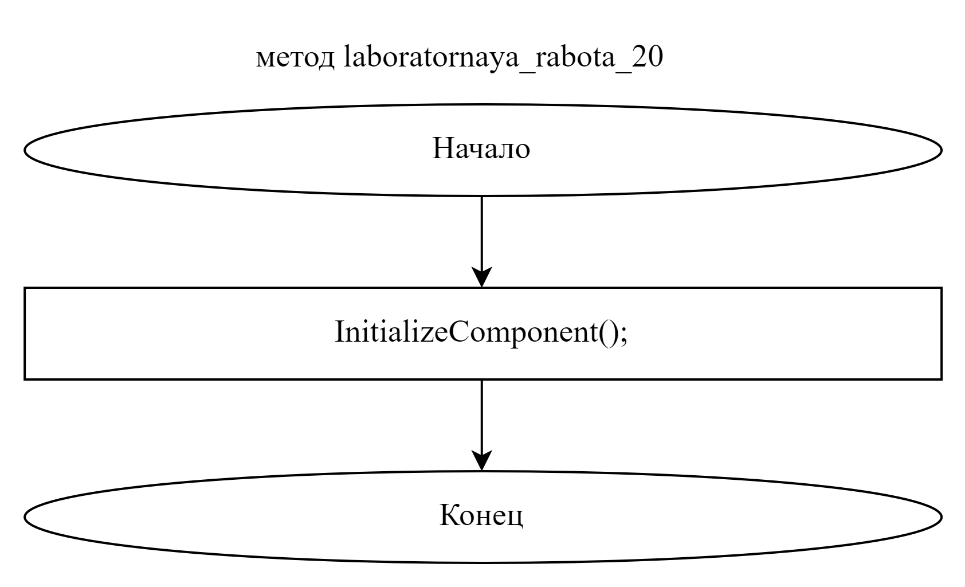 метод laboratornaya_rabota_20
Начало
InitializeComponent();
Конец